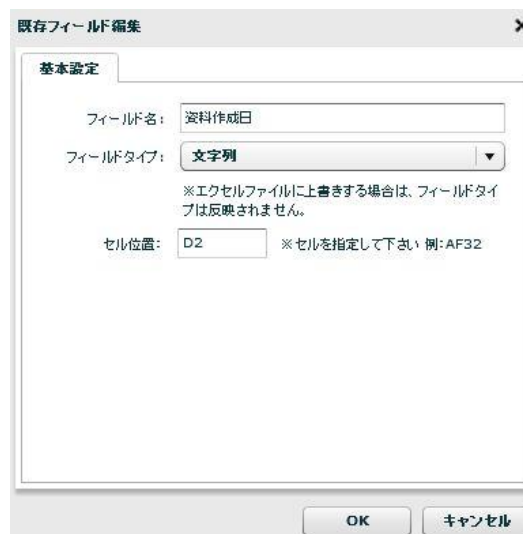 既存フィールド編集
基本設定
フィールド名: 資料作成日
フィールドタイプ: 文字列
※エクセルファイルに上書きする場合は、フィールドタイ
プは反映されません。
セル位置: D2 ※セルを指定して下さい 例:AF32
OK キャンセル